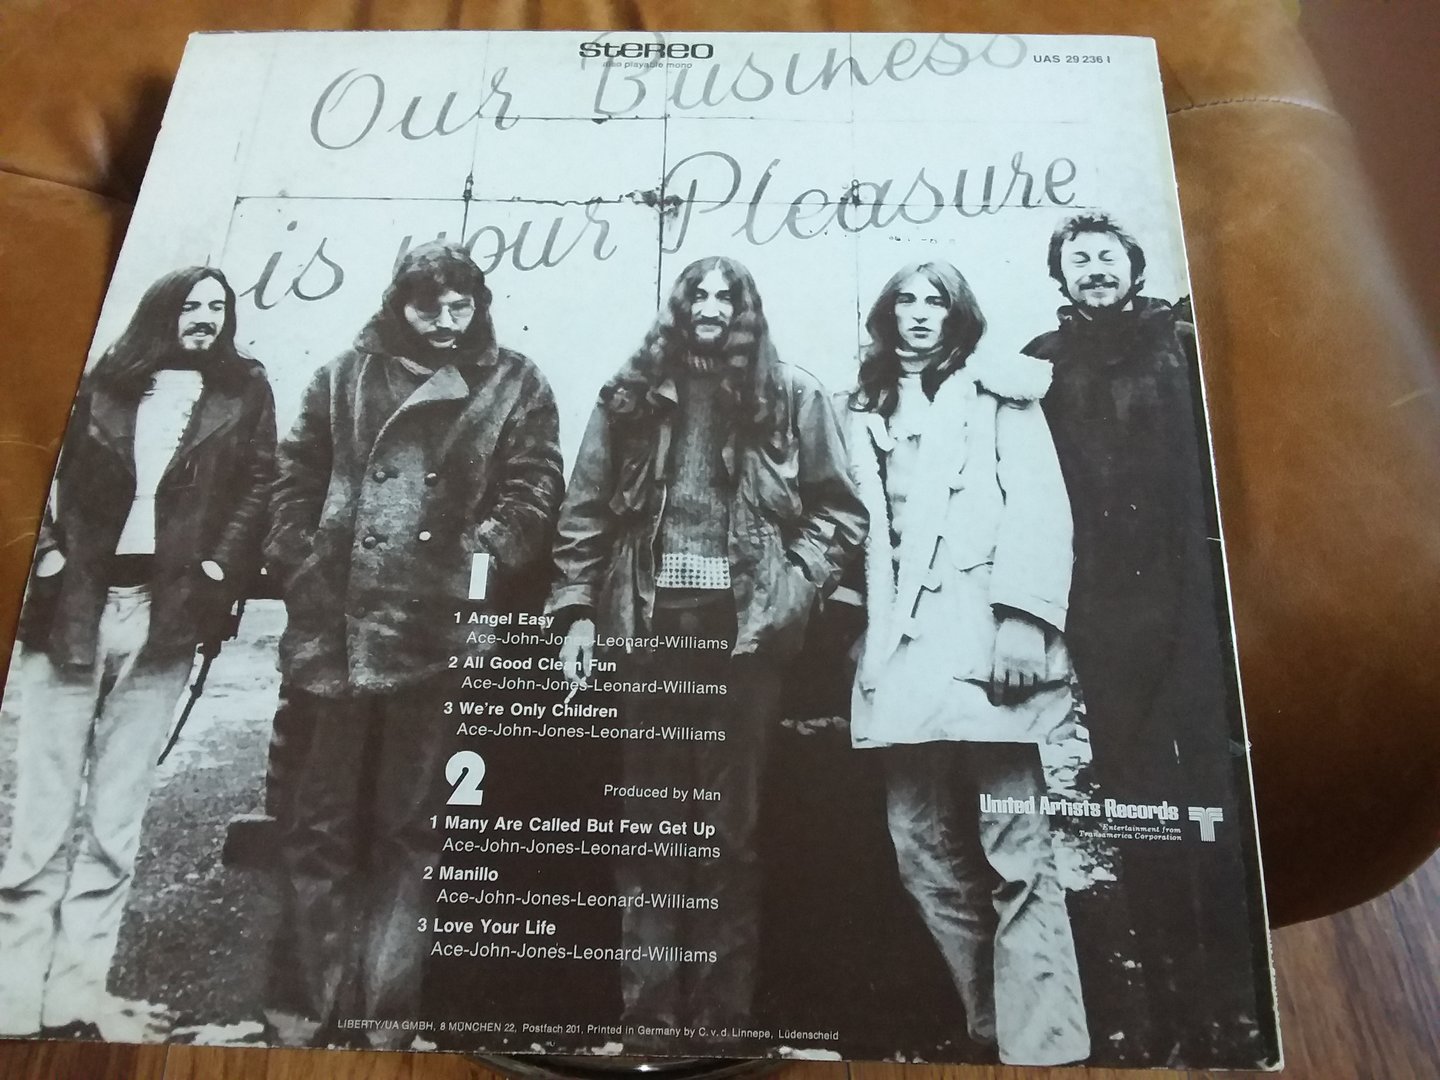 stereo
also playable mono
UAS 29 236 I
Our Business
is your Pleasure
1
1 Angel Easy
Ace-John-Jones-Leonard-Williams
2 All Good Clean Fun
Ace-John-Jones-Leonard-Williams
3 We're Only Children
Ace-John-Jones-Leonard-Williams
2
Produced by Man
1 Many Are Called But Few Get Up
Ace-John-Jones-Leonard-Williams
2 Manillo
Ace-John-Jones-Leonard-Williams
3 Love Your Life
Ace-John-Jones-Leonard-Williams
United Artists Records
Entertainment from
Transamerica Corporation
LIBERTY/UA GMBH, 8 MÜNCHEN 22, Postfach 201, Printed in Germany by C. v. d. Linnepe, Lüdenscheid